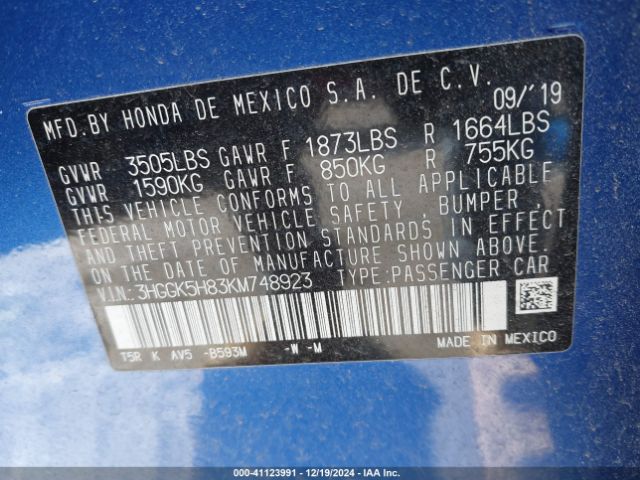 MFD. BY HONDA DE MEXICO S.A. DE C.V. 09/'19
GVWR 3505LBS GAWR F 1873LBS R 1664LBS
GVWR 1590KG GAWR F 850KG R 755KG
THIS VEHICLE CONFORMS TO ALL APPLICABLE
FEDERAL MOTOR VEHICLE SAFETY, BUMPER,
AND THEFT PREVENTION STANDARDS IN EFFECT
ON THE DATE OF MANUFACTURE SHOWN ABOVE.
V.I.N.:3HGGK5H83KM748923 TYPE:PASSENGER CAR
T5R K AV5 -B593M -W -M MADE IN MEXICO
000-41123991 - 12/19/2024 - IAA Inc.